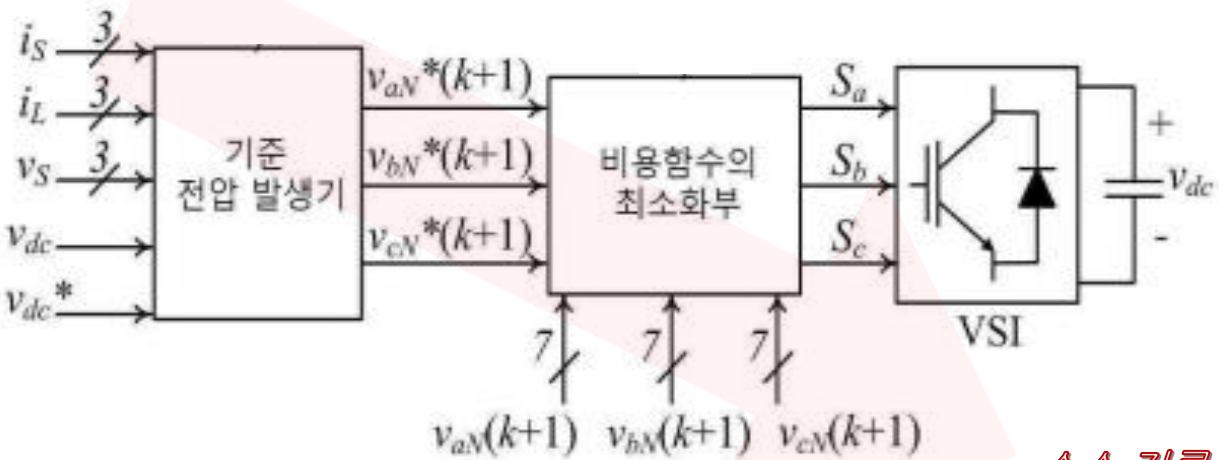 i_S 3
i_L 3
v_S 3
v_dc
v_dc*
기준
전압 발생기
v_aN*(k+1)
v_bN*(k+1)
v_cN*(k+1)
비용함수의
최소화부
7 7 7
v_aN(k+1) v_bN(k+1) v_cN(k+1)
S_a
S_b
S_c
VSI
+
v_dc
-